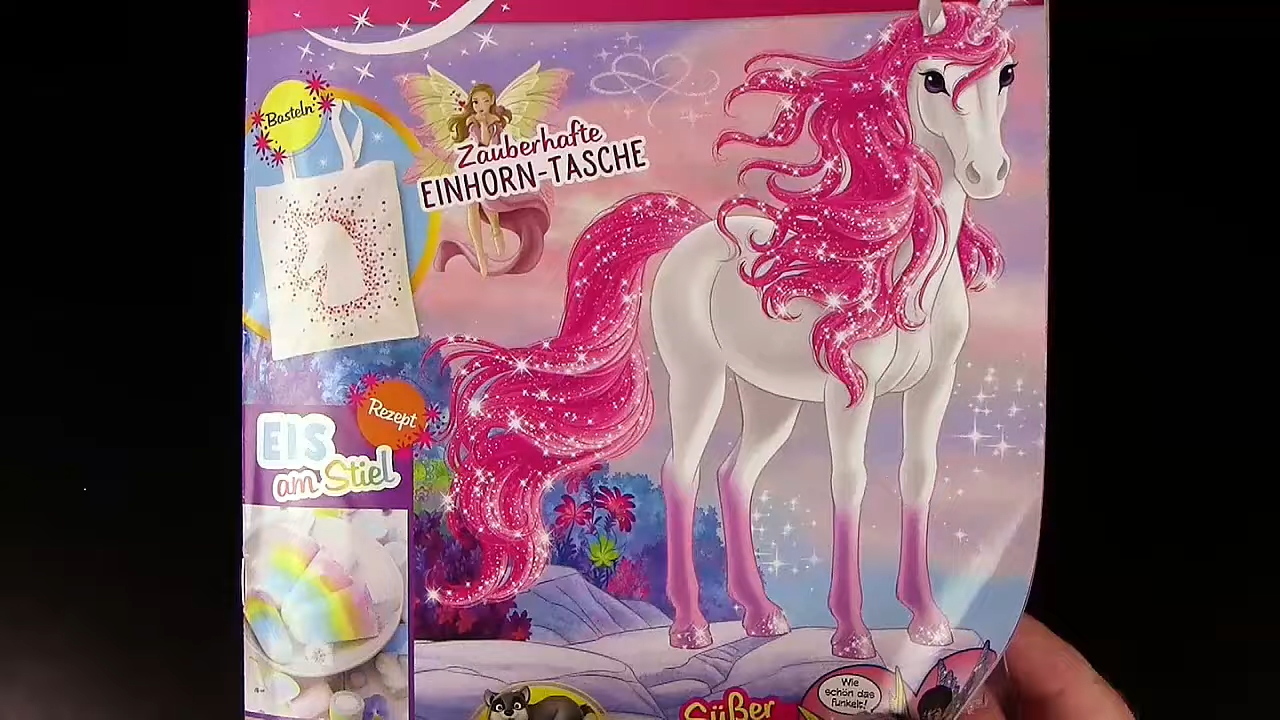 Basteln
Zauberhafte
EINHORN-TASCHE
Rezept
EIS
am Stiel
Wie
schön das
funkelt!
Süßer